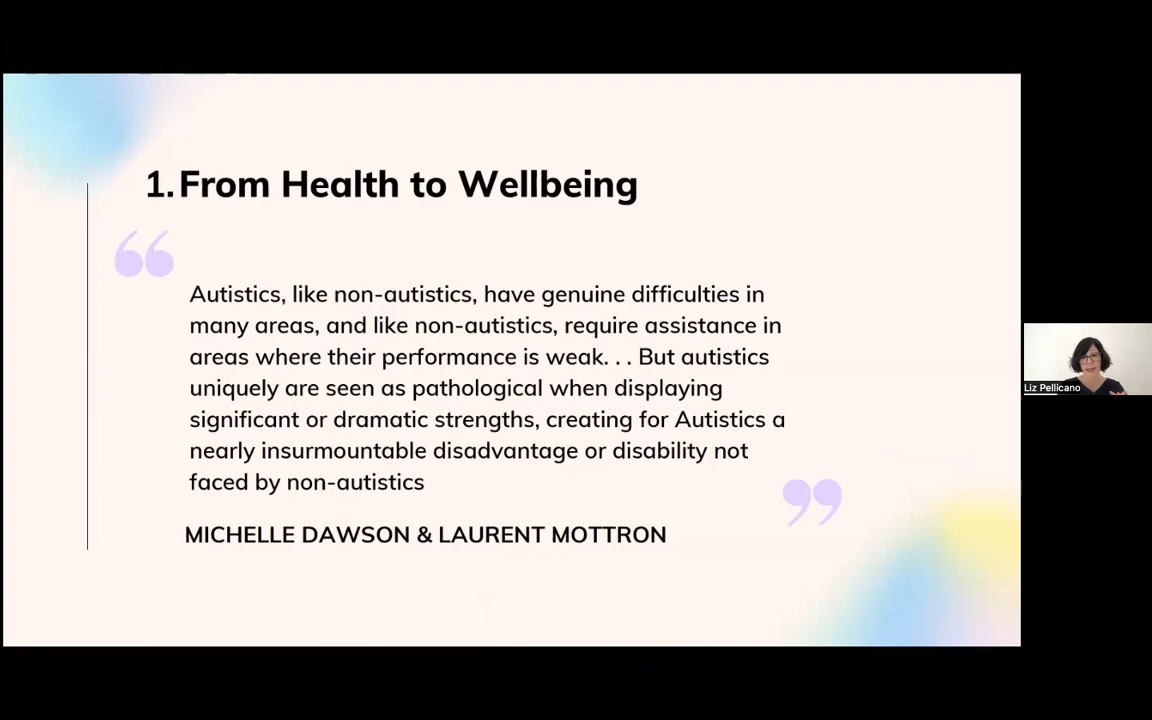 1. From Health to Wellbeing
“
Autistics, like non-autistics, have genuine difficulties in
many areas, and like non-autistics, require assistance in
areas where their performance is weak. . . But autistics
uniquely are seen as pathological when displaying
significant or dramatic strengths, creating for Autistics a
nearly insurmountable disadvantage or disability not
faced by non-autistics
”
MICHELLE DAWSON & LAURENT MOTTRON
Liz Pellicano